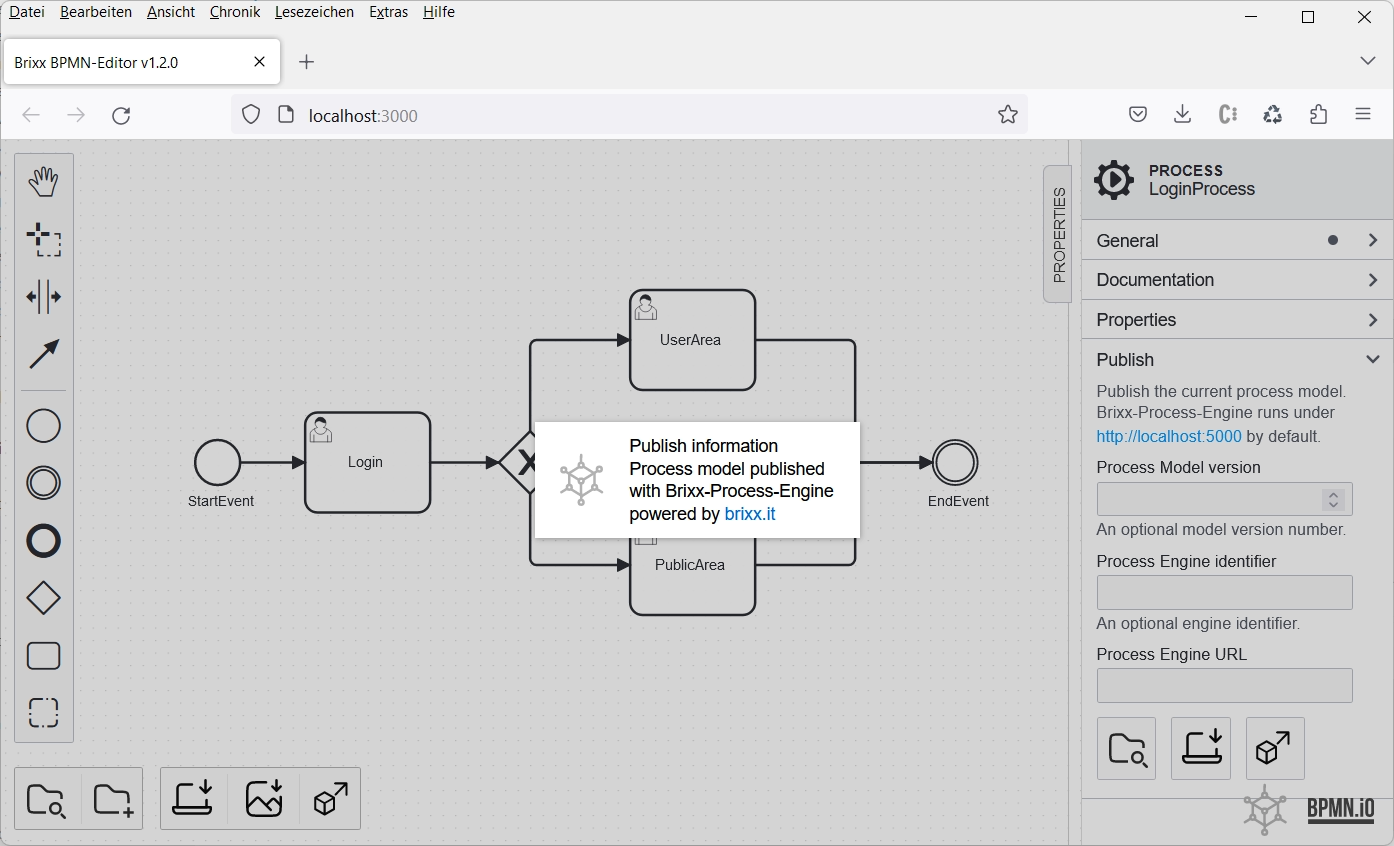 Datei Bearbeiten Ansicht Chronik Lesezeichen Extras Hilfe
Brixx BPMN-Editor v1.2.0
localhost:3000
PROPERTIES
PROCESS
LoginProcess
General
Documentation
Properties
Publish
Publish the current process model.
Brixx-Process-Engine runs under
http://localhost:5000 by default.
Process Model version
An optional model version number.
Process Engine identifier
An optional engine identifier.
Process Engine URL
UserArea
Login
StartEvent
Publish information
Process model published
with Brixx-Process-Engine
powered by brixx.it
EndEvent
PublicArea
BPMN.iO